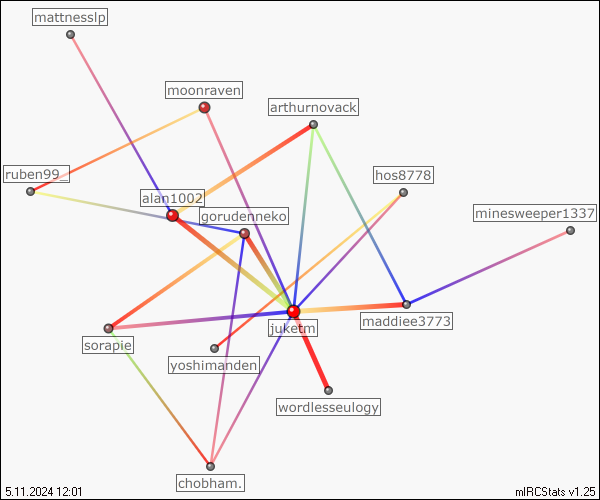 mattnesslp
moonraven
arthurnovack
ruben99_
hos8778
alan1002
gorudenneko
minesweeper1337
juketm
maddiee3773
sorapie
yoshimanden
wordlesseulogy
chobham.
5.11.2024 12:01
mIRCStats v1.25